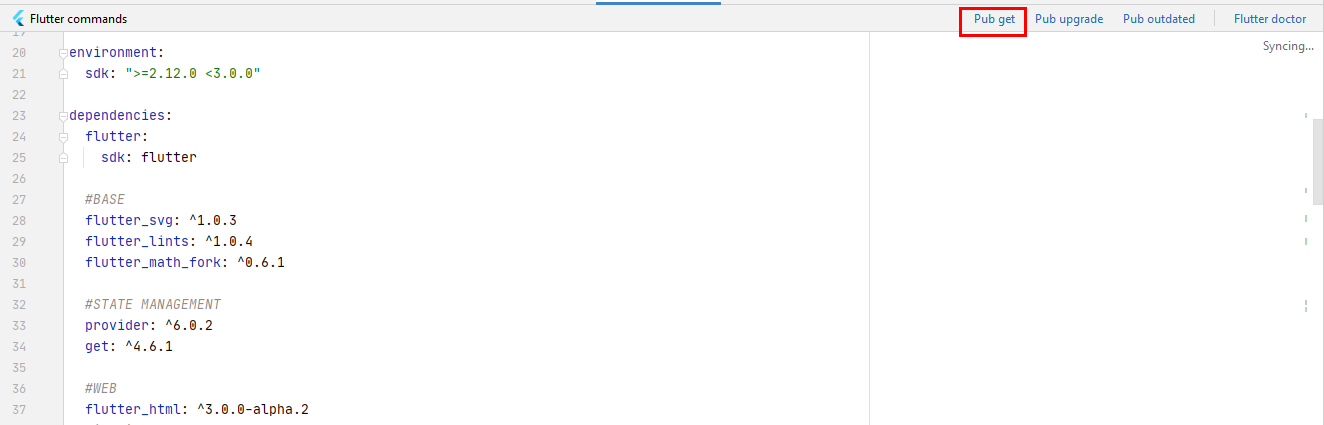 Flutter commands Pub get Pub upgrade Pub outdated Flutter doctor
Syncing...
20 environment:
21 sdk: ">=2.12.0 <3.0.0"
22
23 dependencies:
24 flutter:
25 sdk: flutter
26
27 #BASE
28 flutter_svg: ^1.0.3
29 flutter_lints: ^1.0.4
30 flutter_math_fork: ^0.6.1
31
32 #STATE MANAGEMENT
33 provider: ^6.0.2
34 get: ^4.6.1
35
36 #WEB
37 flutter_html: ^3.0.0-alpha.2